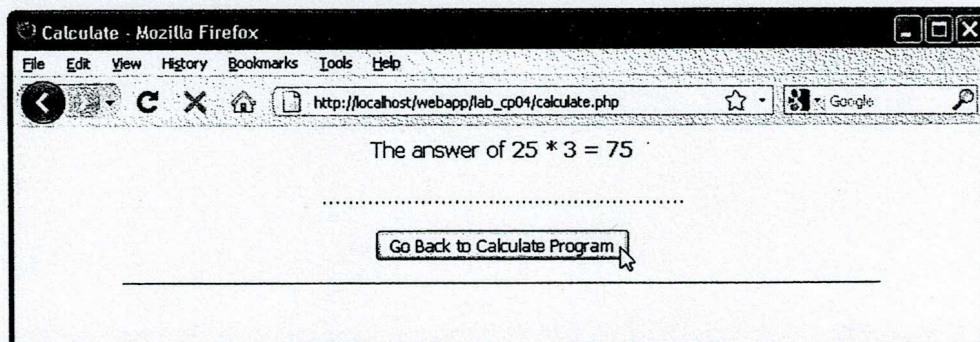 Calculate - Mozilla Firefox
File Edit View History Bookmarks Tools Help
http://localhost/webapp/lab_cp04/calculate.php Google
The answer of 25 * 3 = 75
Go Back to Calculate Program